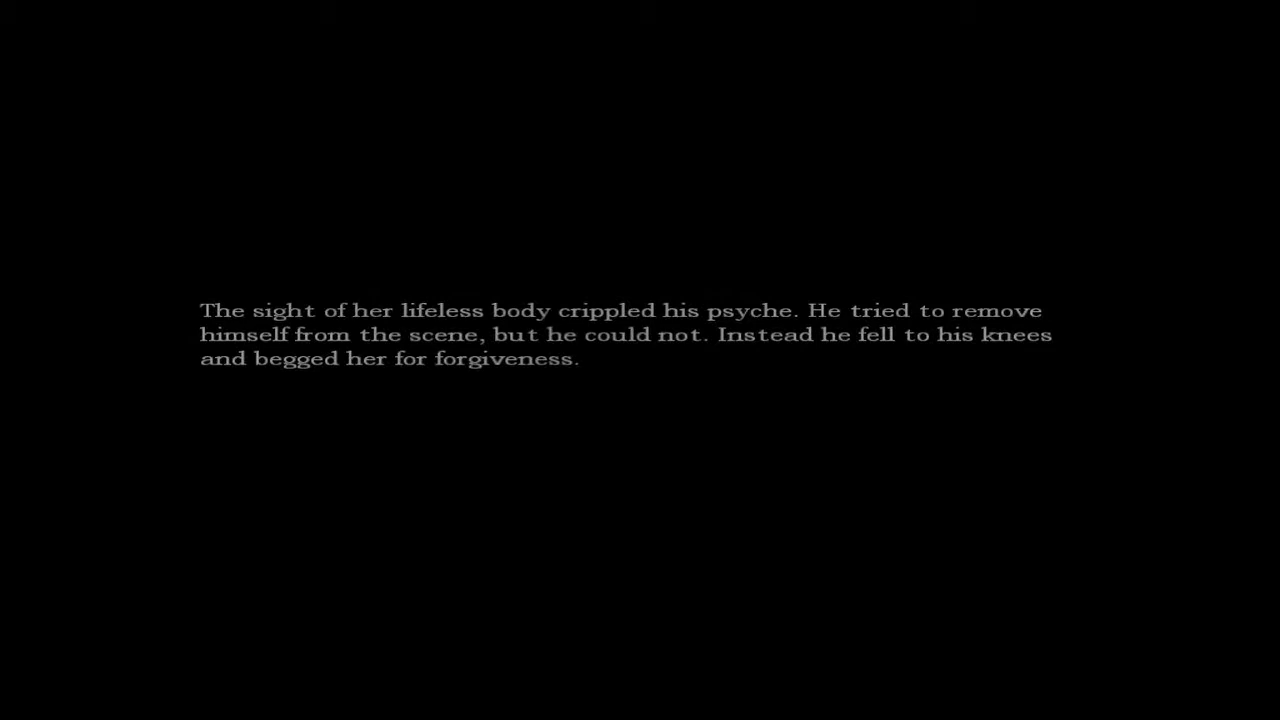 The sight of her lifeless body crippled his psyche. He tried to remove
himself from the scene, but he could not. Instead he fell to his knees
and begged her for forgiveness.